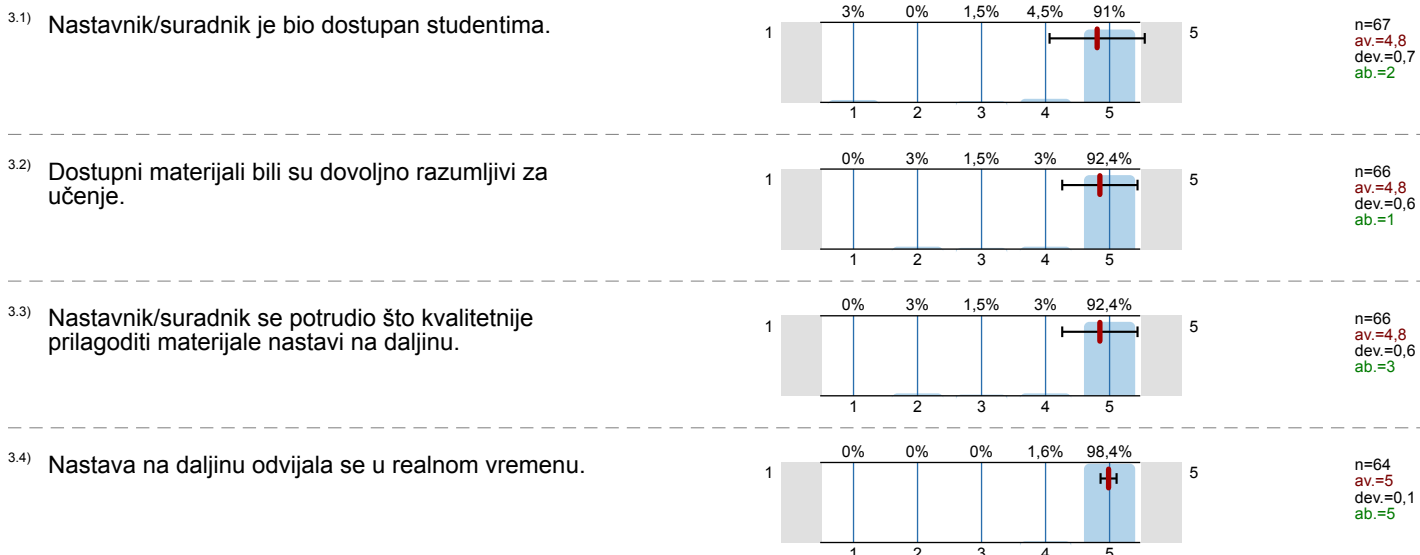 3.1) Nastavnik/suradnik je bio dostupan studentima.
3% 0% 1,5% 4,5% 91%
1 5
1 2 3 4 5
n=67
av.=4,8
dev.=0,7
ab.=2
3.2) Dostupni materijali bili su dovoljno razumljivi za
učenje.
0% 3% 1,5% 3% 92,4%
1 5
1 2 3 4 5
n=66
av.=4,8
dev.=0,6
ab.=1
3.3) Nastavnik/suradnik se potrudio što kvalitetnije
prilagoditi materijale nastavi na daljinu.
0% 3% 1,5% 3% 92,4%
1 5
1 2 3 4 5
n=66
av.=4,8
dev.=0,6
ab.=3
3.4) Nastava na daljinu odvijala se u realnom vremenu.
0% 0% 0% 1,6% 98,4%
1 5
1 2 3 4 5
n=64
av.=5
dev.=0,1
ab.=5